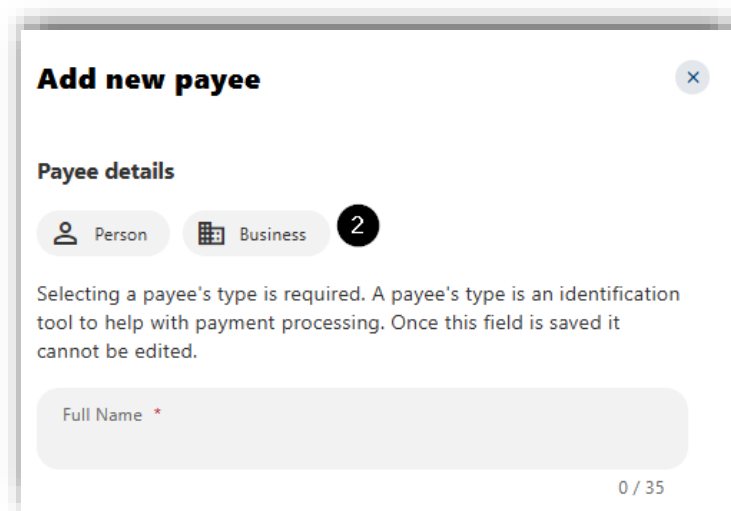 Add new payee
Payee details
Person Business 2
Selecting a payee's type is required. A payee's type is an identification
tool to help with payment processing. Once this field is saved it
cannot be edited.
Full Name *
0 / 35